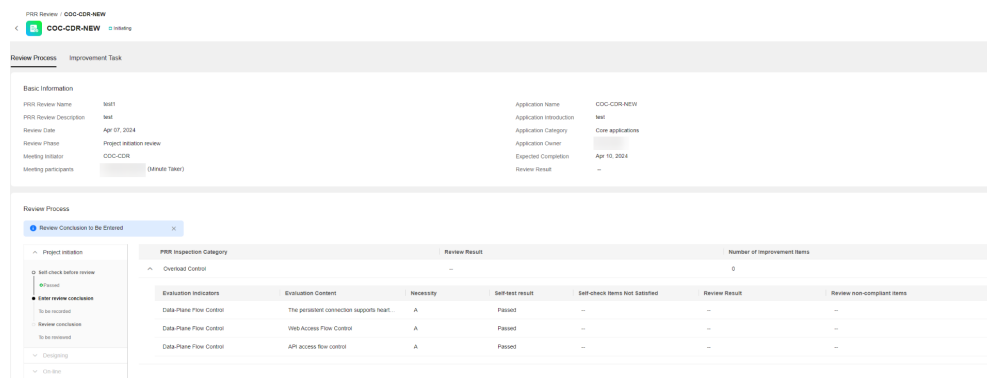 PRR Review / COC-CDR-NEW
COC-CDR-NEW Initiating
Review Process Improvement Task
Basic Information
PRR Review Name test1 Application Name COC-CDR-NEW
PRR Review Description test Application Introduction test
Review Date Apr 07, 2024 Application Category Core applications
Review Phase Project initiation review Application Owner
Meeting Initiator COC-CDR Expected Completion Apr 10, 2024
Meeting participants (Minute Taker) Review Result --
Review Process
Review Conclusion to Be Entered
Project initiation
Self-check before review
Passed
Enter review conclusion
To be recorded
Review conclusion
To be reviewed
Designing
On-line
PRR Inspection Category Review Result Number of Improvement Items
Overload Control -- 0
Evaluation Indicators Evaluation Content Necessity Self-test result Self-check Items Not Satisfied Review Result Review non-compliant items
Data-Plane Flow Control The persistent connection supports heart... A Passed -- -- --
Data-Plane Flow Control Web Access Flow Control A Passed -- -- --
Data-Plane Flow Control API access flow control A Passed -- -- --